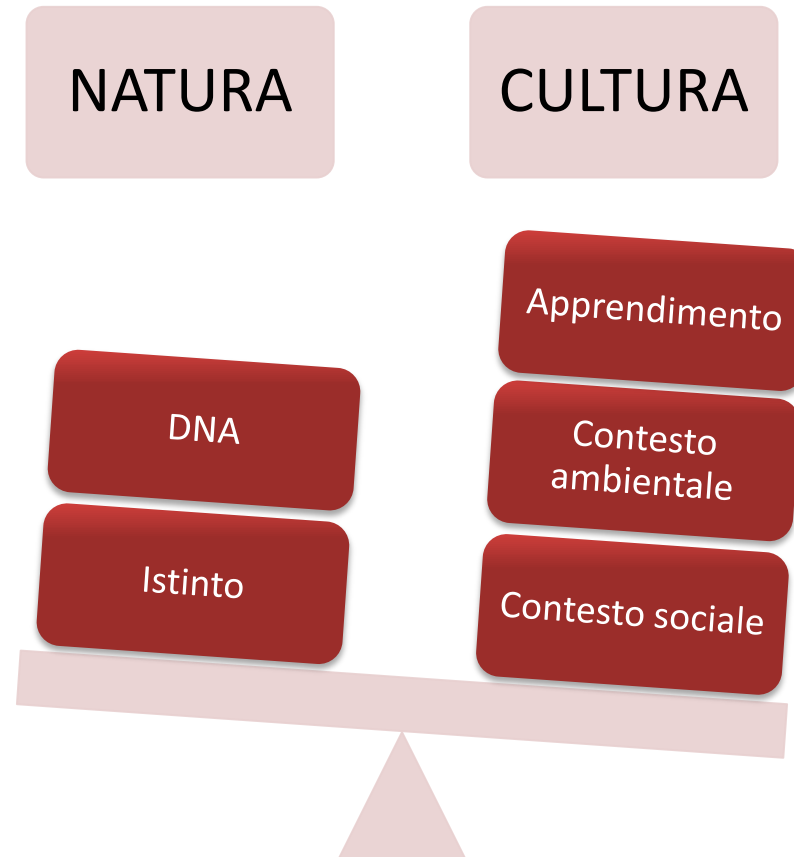 NATURA
CULTURA
DNA
Istinto
Apprendimento
Contesto
ambientale
Contesto sociale